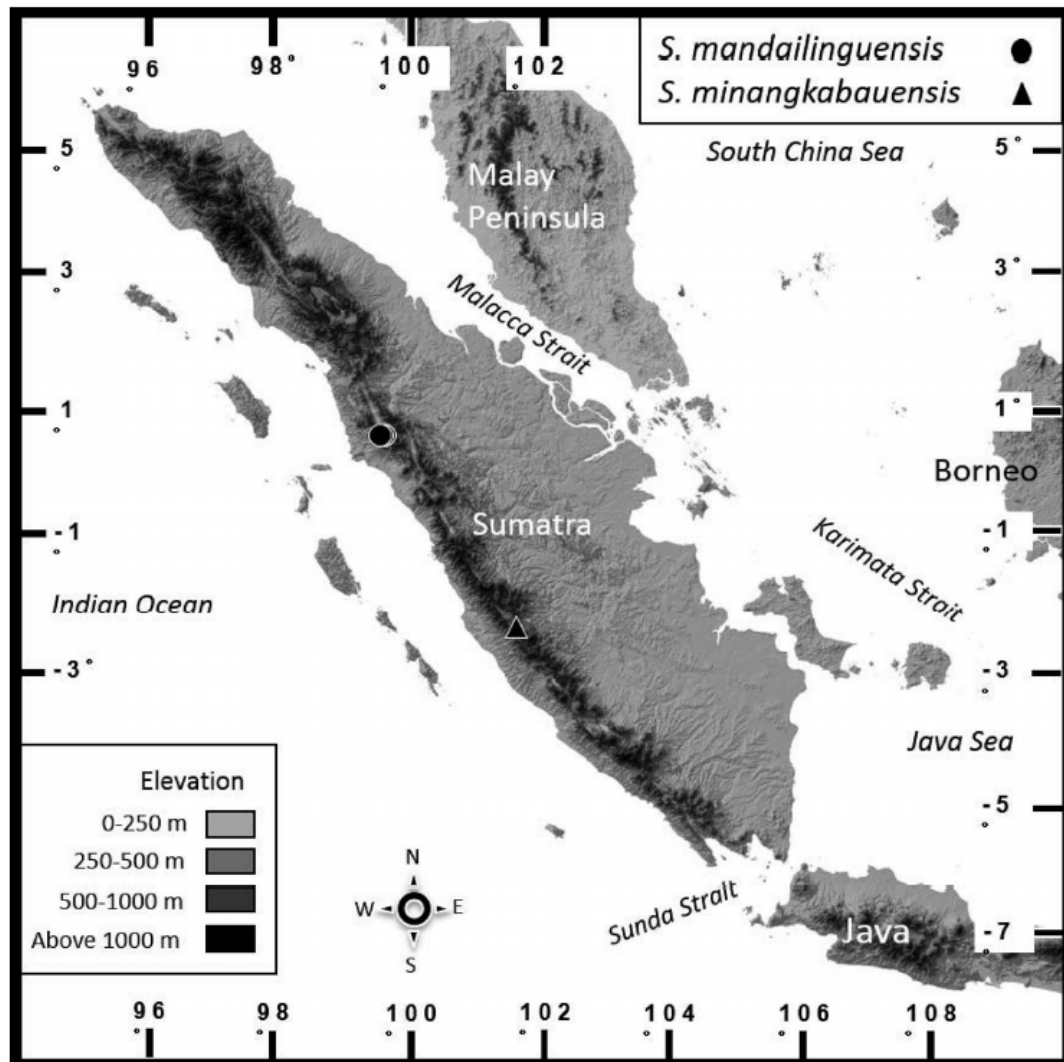 S. mandailinguensis
S. minangkabauensis
96° 98° 100° 102°
South China Sea
5° 5°
Malay
Peninsula
3° 3°
Malacca Strait
1° 1°
Borneo
Sumatra
-1° -1°
Karimata Strait
Indian Ocean
-3° -3°
Java Sea
Elevation
0-250 m
250-500 m
500-1000 m
Above 1000 m
-5°
N
W E
S
Sunda Strait
Java
-7°
96° 98° 100° 102° 104° 106° 108°